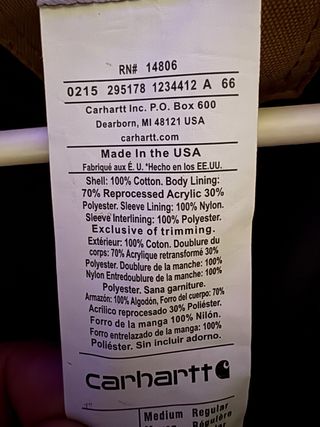 RN# 14806
0215 295178 1234412 A 66
Carhartt Inc. P.O. Box 600
Dearborn, MI 48121 USA
carhartt.com
Made in the USA
Fabriqué aux É. U. *Hecho en los EE.UU.
Shell: 100% Cotton. Body Lining:
70% Reprocessed Acrylic 30%
Polyester. Sleeve Lining: 100% Nylon.
Sleeve Interlining: 100% Polyester.
Exclusive of trimming.
Extérieur: 100% Coton. Doublure du
corps: 70% Acrylique retransformé 30%
Polyester. Doublure de la manche: 100%
Nylon Entredoublure de la manche: 100%
Polyester. Sans garniture.
Armazón: 100% Algodón, Forro del cuerpo: 70%
Acrilico reprocesado 30% Poliéster.
Forro de la manga 100% Nilón.
Forro entrelazado de la manga: 100%
Poliéster. Sin incluir adorno.
carhartt
Medium Regular